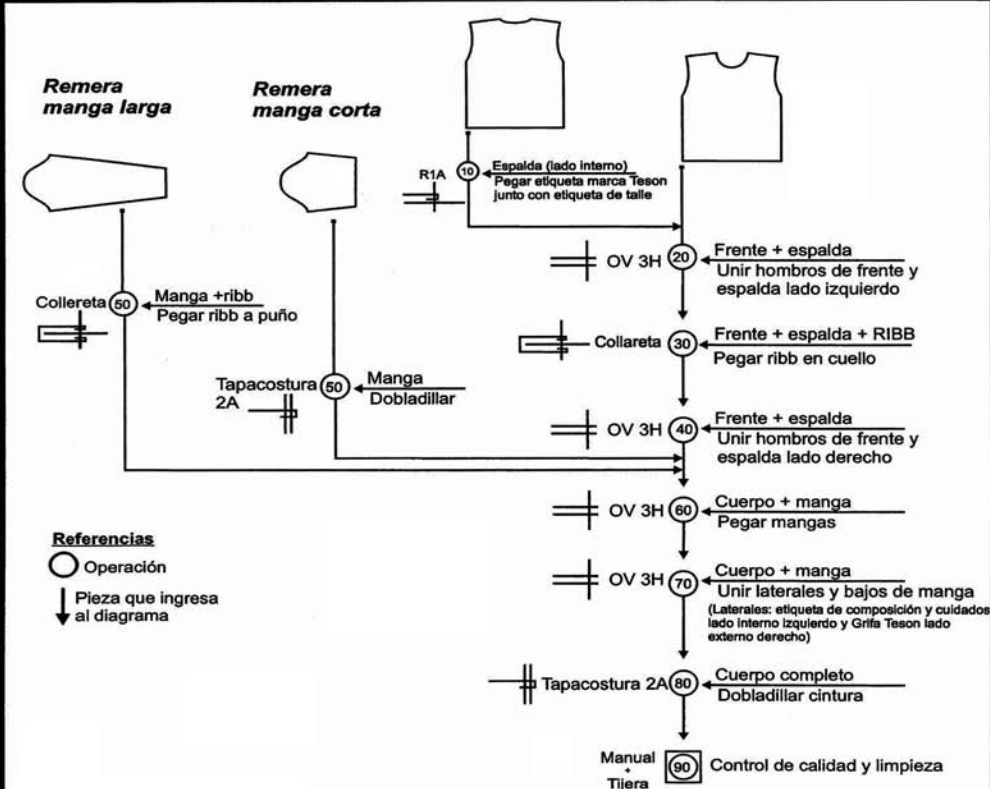 Remera
manga larga
Remera
manga corta
R1A
10
Espalda (lado interno)
Pegar etiqueta marca Teson
junto con etiqueta de talle
OV 3H
20
Frente + espalda
Unir hombros de frente y
espalda lado izquierdo
Collereta
50
Manga +ribb
Pegar ribb a puño
Collareta
30
Frente + espalda + RIBB
Pegar ribb en cuello
Tapacostura
2A
50
Manga
Dobladillar
OV 3H
40
Frente + espalda
Unir hombros de frente y
espalda lado derecho
OV 3H
60
Cuerpo + manga
Pegar mangas
Referencias
Operación
Pieza que ingresa
al diagrama
OV 3H
70
Cuerpo + manga
Unir laterales y bajos de manga
(Laterales: etiqueta de composición y cuidados
lado interno izquierdo y Grifa Teson lado
externo derecho)
Tapacostura 2A
80
Cuerpo completo
Dobladillar cintura
Manual
+
Tijera
90
Control de calidad y limpieza